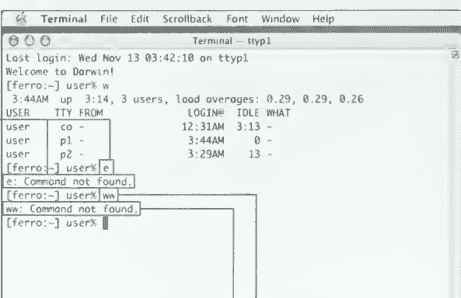 Terminal File Edit Scrollback Font Window Help
Terminal — ttyp1
Last login: Wed Nov 13 03:42:10 on ttyp1
Welcome to Darwin!
[ferro:~] user% w
3:44AM up 3:14, 3 users, load averages: 0.29, 0.29, 0.26
USER TTY FROM LOGIN@ IDLE WHAT
user co - 12:31AM 3:13 -
user p1 - 3:44AM 0 -
user p2 - 3:29AM 13 -
[ferro:~] user% e
e: Command not found.
[ferro:~] user% ww
ww: Command not found.
[ferro:~] user%